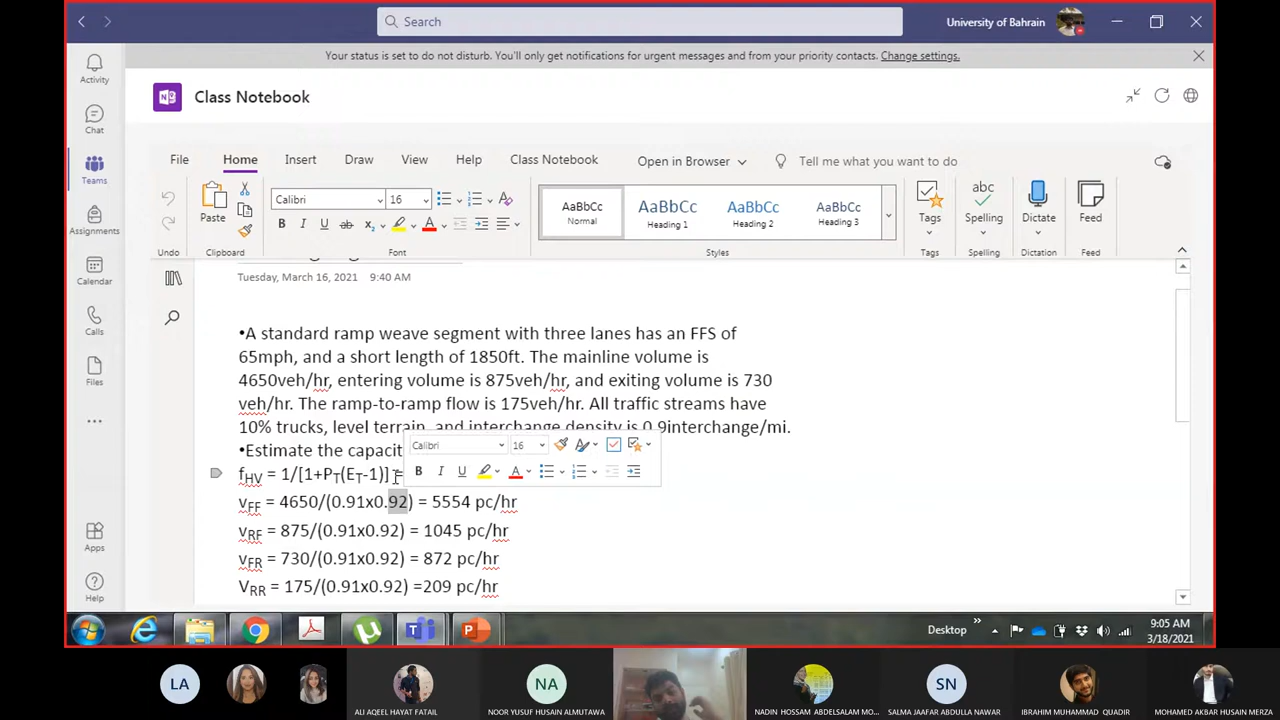 Search
University of Bahrain
Your status is set to do not disturb. You'll only get notifications for urgent messages and from your priority contacts. Change settings.
Activity
Chat
Teams
Assignments
Calendar
Calls
Files
Apps
Help
Class Notebook
File Home Insert Draw View Help Class Notebook Open in Browser Tell me what you want to do
Paste
Calibri 16
AaBbCc AaBbCc AaBbCc AaBbCc
Normal Heading 1 Heading 2 Heading 3
Tags
abc
Spelling
Dictate
Feed
Undo Clipboard Font Styles Tags Spelling Dictation Feed
Tuesday, March 16, 2021 9:40 AM
•A standard ramp weave segment with three lanes has an FFS of
65mph, and a short length of 1850ft. The mainline volume is
4650veh/hr, entering volume is 875veh/hr, and exiting volume is 730
veh/hr. The ramp-to-ramp flow is 175veh/hr. All traffic streams have
10% trucks, level terrain, and interchange density is 0.9interchange/mi.
•Estimate the capacit
Calibri 16
B I U A
fHV = 1/[1+PT(ET-1)] =
vFF = 4650/(0.91x0.92) = 5554 pc/hr
vRF = 875/(0.91x0.92) = 1045 pc/hr
vFR = 730/(0.91x0.92) = 872 pc/hr
VRR = 175/(0.91x0.92) =209 pc/hr
Desktop
9:05 AM
3/18/2021
LA
NA
SN
ALI AQEEL HAYAT FATAIL
NOOR YUSUF HUSAIN ALMUTAWA
NADIN HOSSAM ABDELSALAM MO...
SALMA JAAFAR ABDULLA NAWAR
IBRAHIM MUHAMMAD QUADIR
MOHAMED AKBAR HUSAIN MERZA